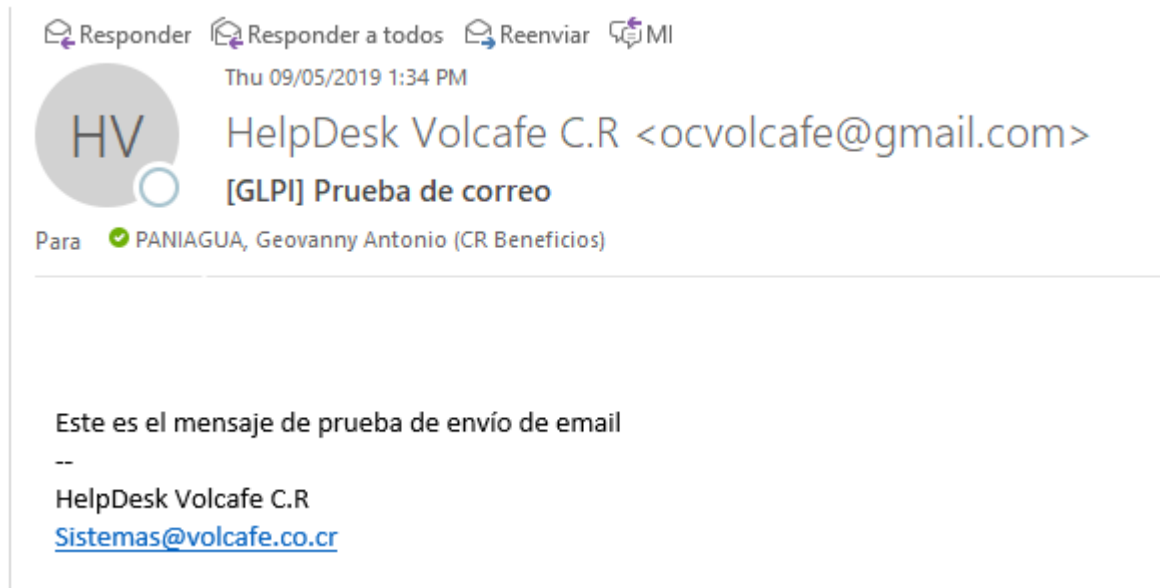 Responder Responder a todos Reenviar MI
Thu 09/05/2019 1:34 PM
HV
HelpDesk Volcafe C.R <ocvolcafe@gmail.com>
[GLPI] Prueba de correo
Para PANIAGUA, Geovanny Antonio (CR Beneficios)
Este es el mensaje de prueba de envío de email
--
HelpDesk Volcafe C.R
Sistemas@volcafe.co.cr